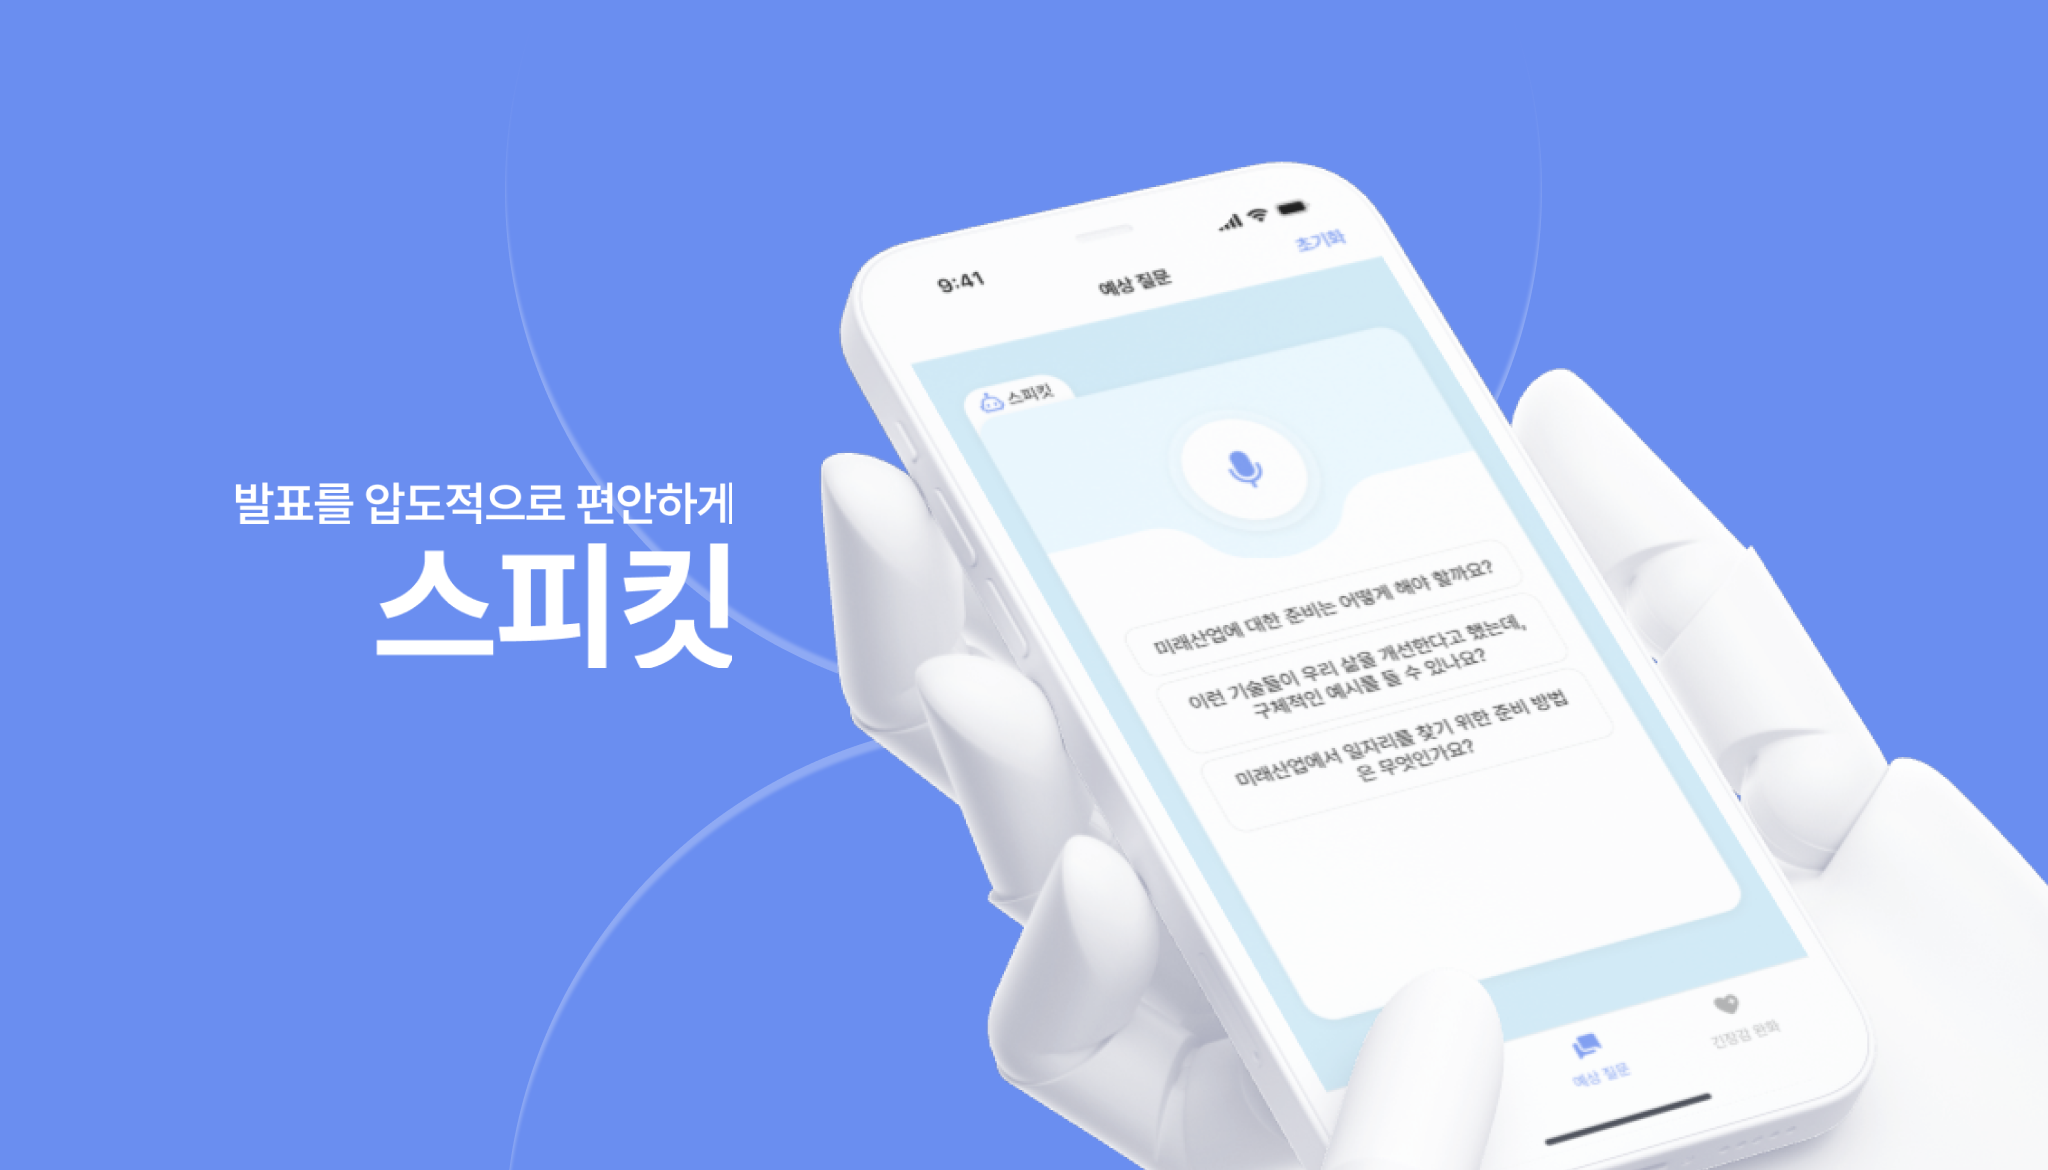 발표를 압도적으로 편안하게
스피킷
9:41
초기화
예상 질문
스피킷
미래산업에 대한 준비는 어떻게 해야 할까요?
이런 기술들이 우리 삶을 개선한다고 했는데,
구체적인 예시를 들 수 있나요?
미래산업에서 일자리를 찾기 위한 준비 방법
은 무엇인가요?
예상 질문
긴장감 완화